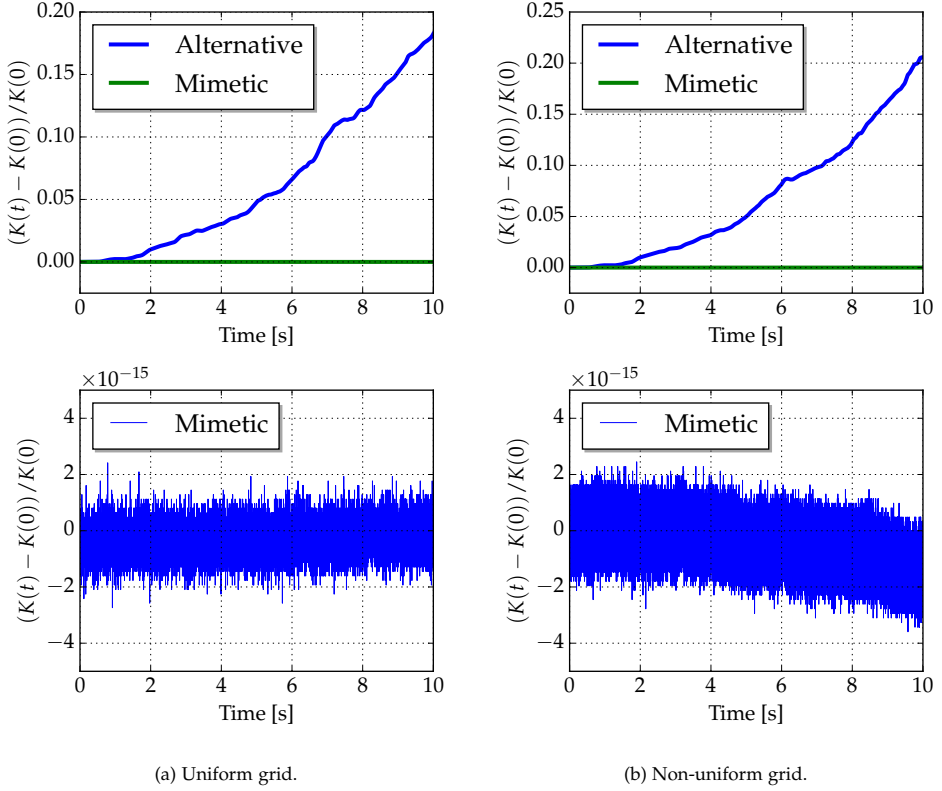 0.20
0.15
0.10
0.05
0.00
(K(t) − K(0))/K(0)
Alternative
Mimetic
0 2 4 6 8 10
Time [s]
0.25
0.20
0.15
0.10
0.05
0.00
(K(t) − K(0))/K(0)
Alternative
Mimetic
0 2 4 6 8 10
Time [s]
×10⁻¹⁵
4
2
0
−2
−4
(K(t) − K(0))/K(0)
Mimetic
0 2 4 6 8 10
Time [s]
×10⁻¹⁵
4
2
0
−2
−4
(K(t) − K(0))/K(0)
Mimetic
0 2 4 6 8 10
Time [s]
(a) Uniform grid.
(b) Non-uniform grid.